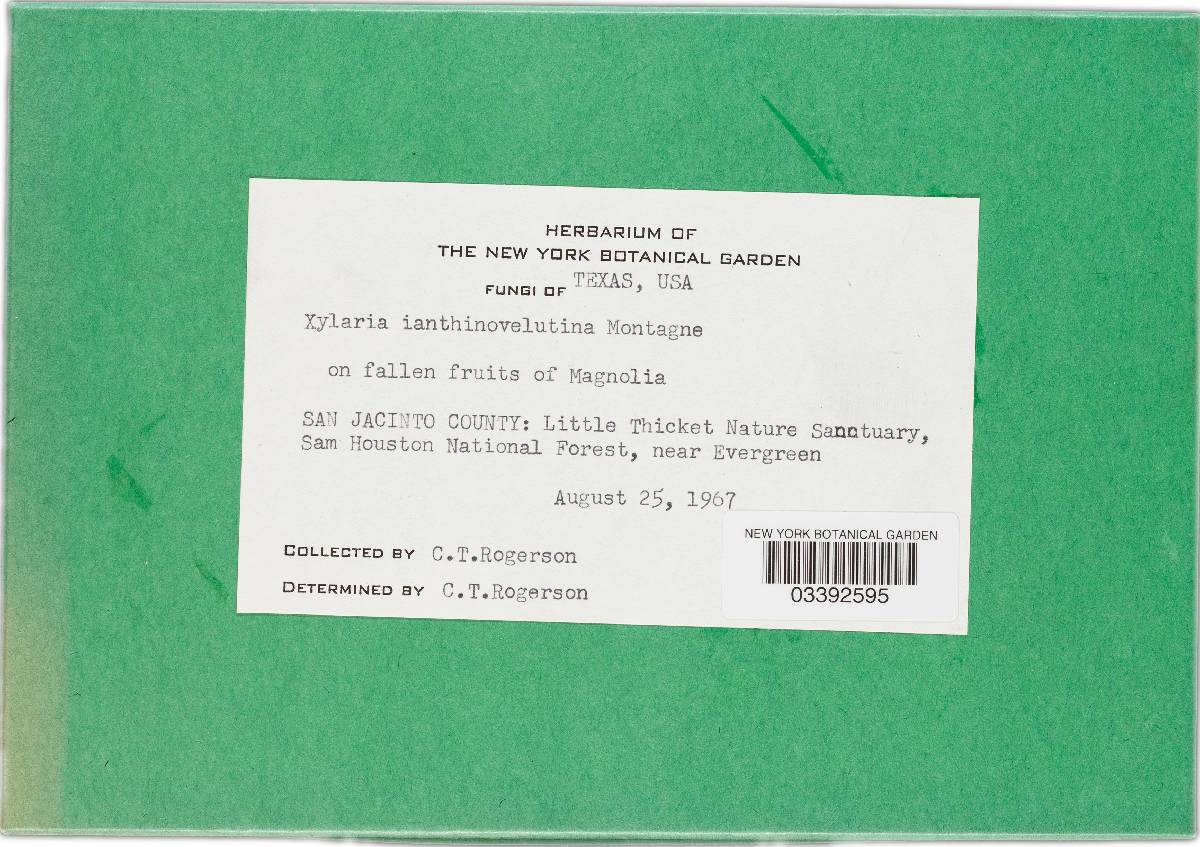 HERBARIUM OF
THE NEW YORK BOTANICAL GARDEN
FUNGI OF TEXAS, USA
Xylaria ianthinovelutina Montagne
on fallen fruits of Magnolia
SAN JACINTO COUNTY: Little Thicket Nature Sanntuary,
Sam Houston National Forest, near Evergreen
August 25, 1967
COLLECTED BY C.T.Rogerson
DETERMINED BY C.T.Rogerson
NEW YORK BOTANICAL GARDEN
03392595